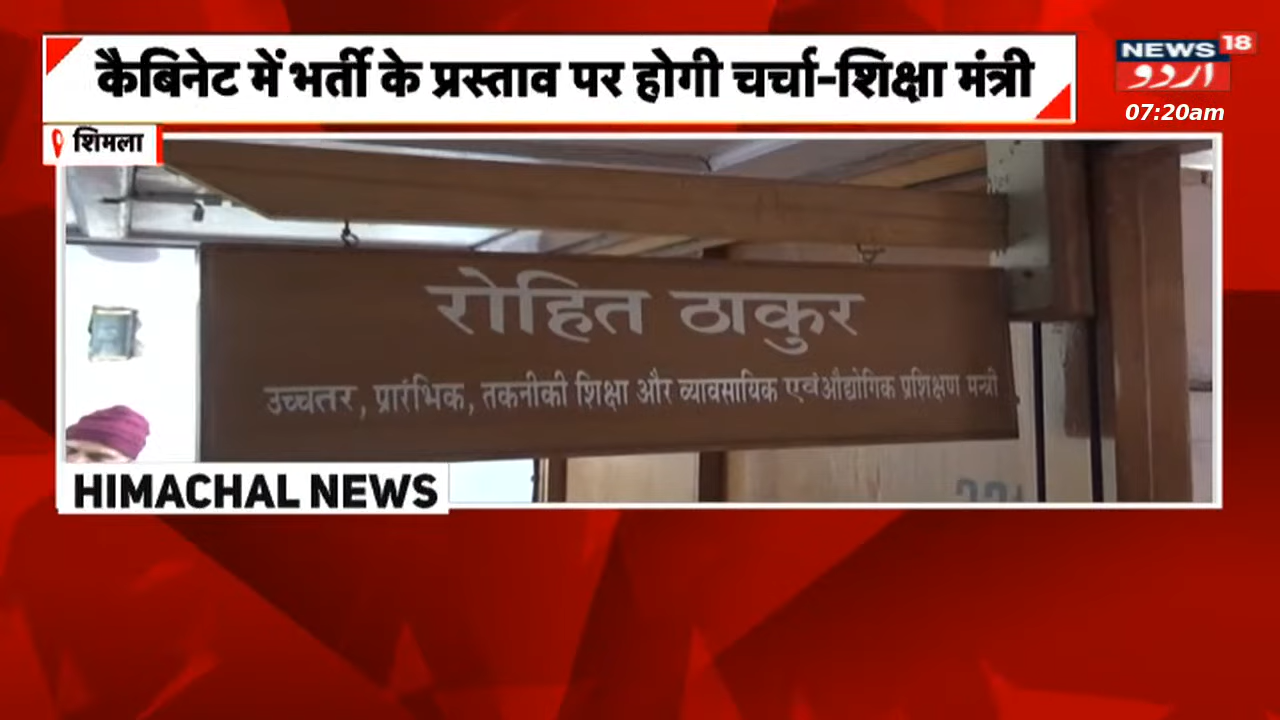 कैबिनेट में भर्ती के प्रस्ताव पर होगी चर्चा-शिक्षा मंत्री
NEWS 18
اردو
07:20am
शिमला
रोहित ठाकुर
उच्चतर, प्रारंभिक, तकनीकी शिक्षा और व्यावसायिक एवं औद्योगिक प्रशिक्षण मन्त्री
HIMACHAL NEWS